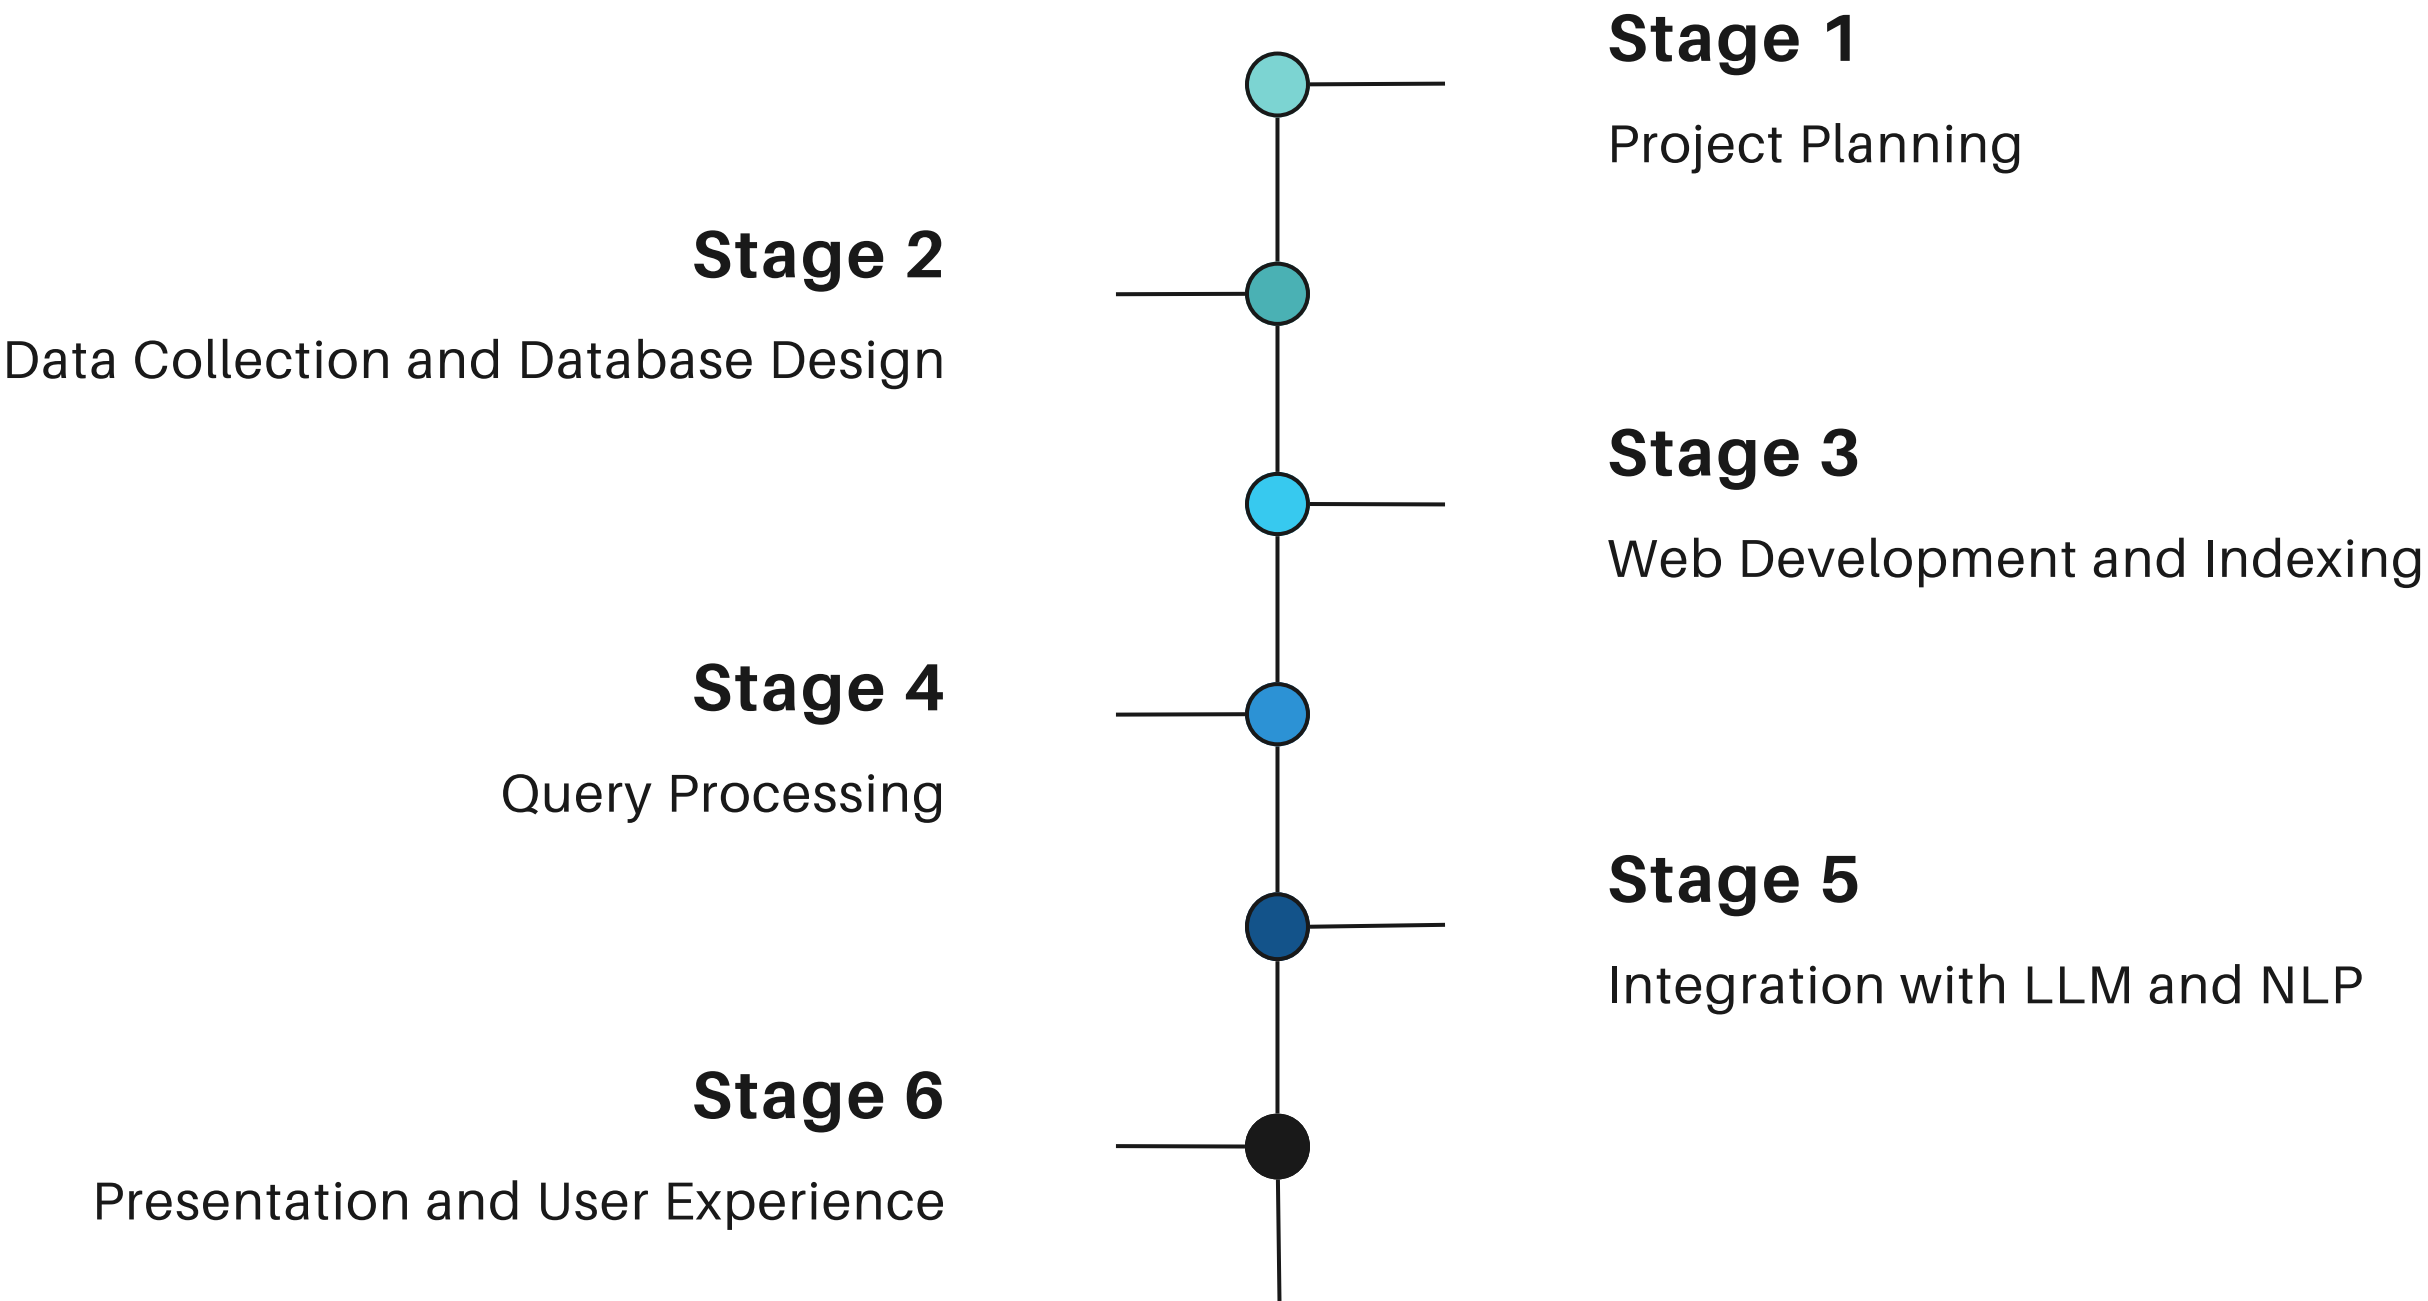 Stage 1
Project Planning
Stage 2
Data Collection and Database Design
Stage 3
Web Development and Indexing
Stage 4
Query Processing
Stage 5
Integration with LLM and NLP
Stage 6
Presentation and User Experience